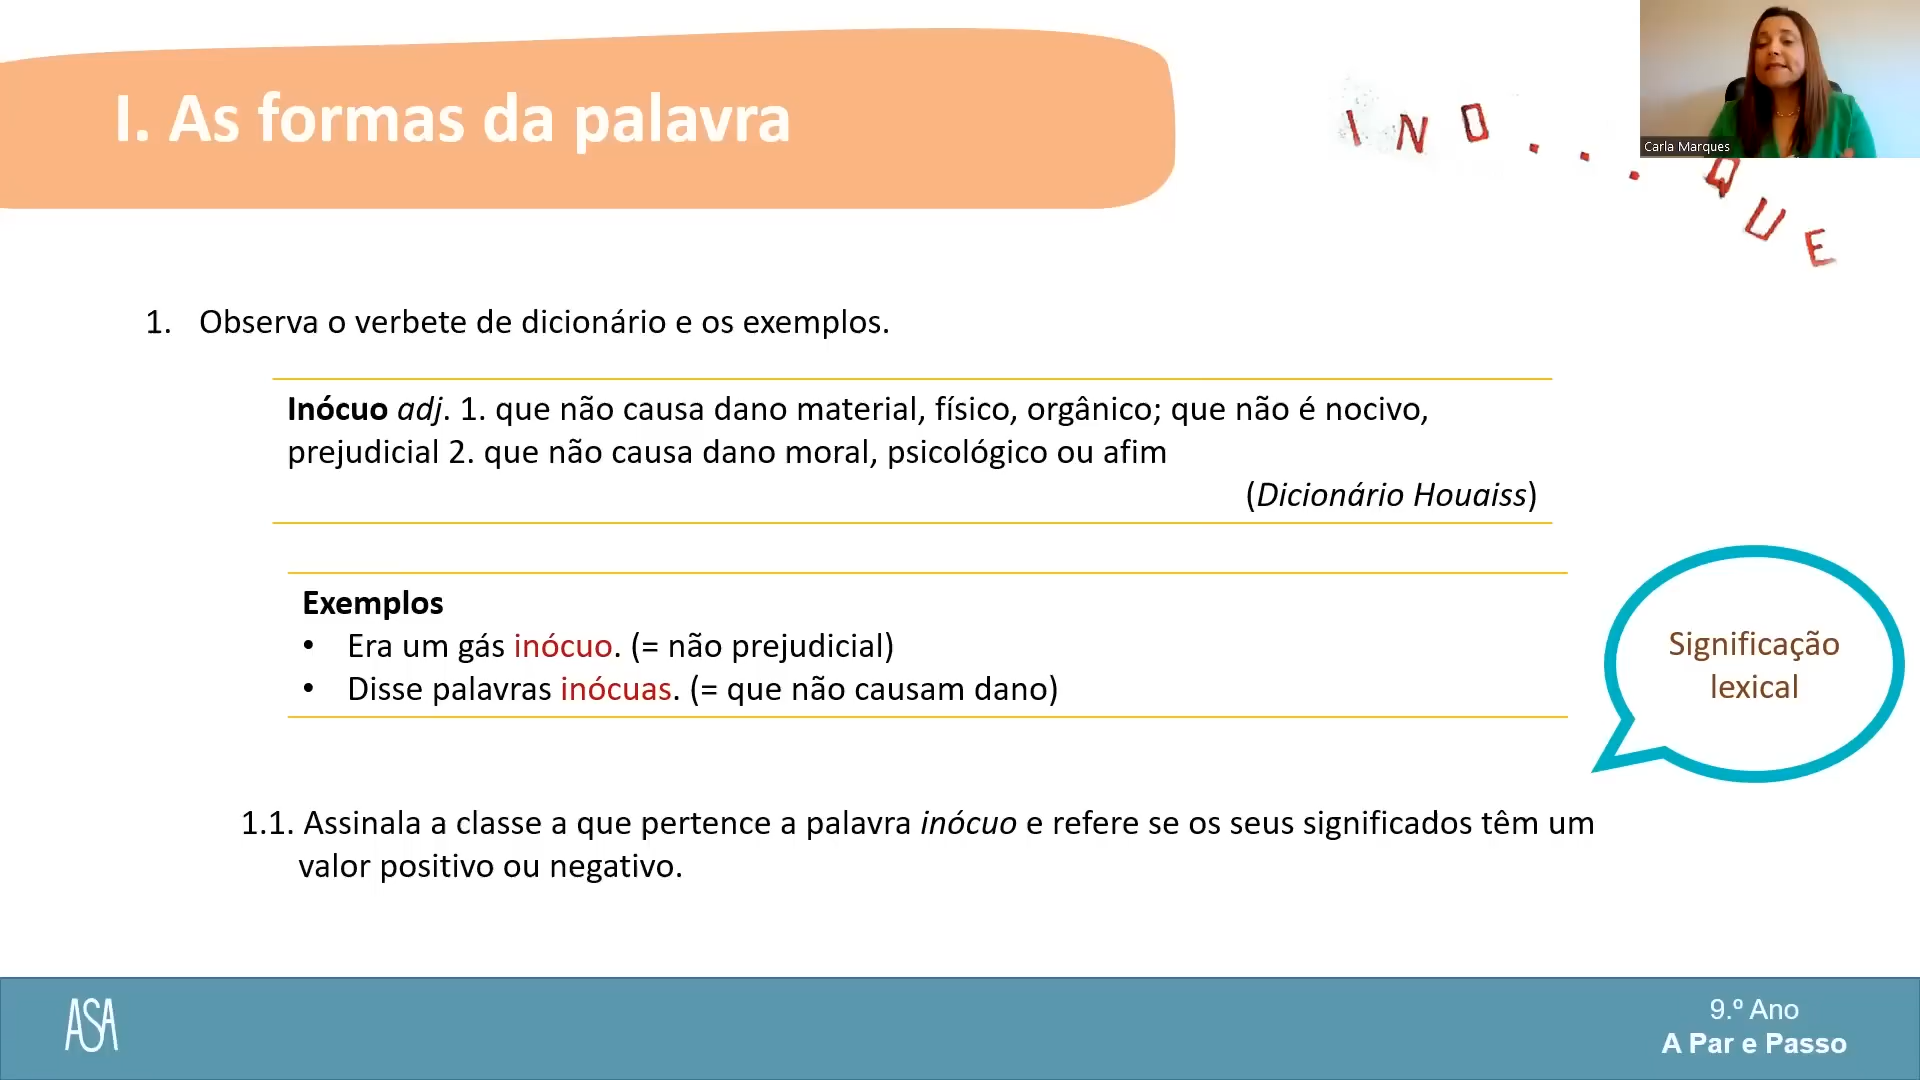 I. As formas da palavra
I N O . . . Q U E
Carla Marques
1. Observa o verbete de dicionário e os exemplos.
Inócuo adj. 1. que não causa dano material, físico, orgânico; que não é nocivo,
prejudicial 2. que não causa dano moral, psicológico ou afim
(Dicionário Houaiss)
Exemplos
• Era um gás inócuo. (= não prejudicial)
• Disse palavras inócuas. (= que não causam dano)
Significação
lexical
1.1. Assinala a classe a que pertence a palavra inócuo e refere se os seus significados têm um
valor positivo ou negativo.
ASA
9.º Ano
A Par e Passo